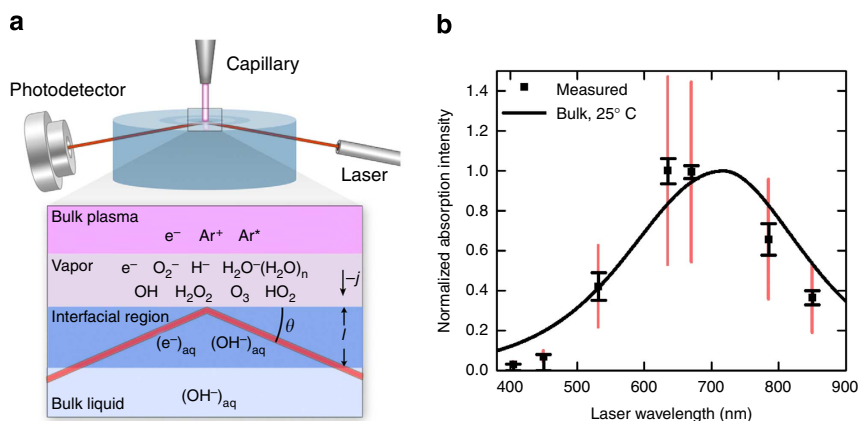 a
Capillary
Photodetector
Laser
Bulk plasma
e⁻ Ar⁺ Ar*
Vapor e⁻ O₂⁻ H⁻ H₂O⁻(H₂O)ₙ
OH H₂O₂ O₃ HO₂
–j
Interfacial region
θ
l
(e⁻)aq (OH⁻)aq
Bulk liquid (OH⁻)aq
b
Normalized absorption intensity
1.4
1.2
1.0
0.8
0.6
0.4
0.2
0.0
Measured
Bulk, 25° C
400 500 600 700 800 900
Laser wavelength (nm)